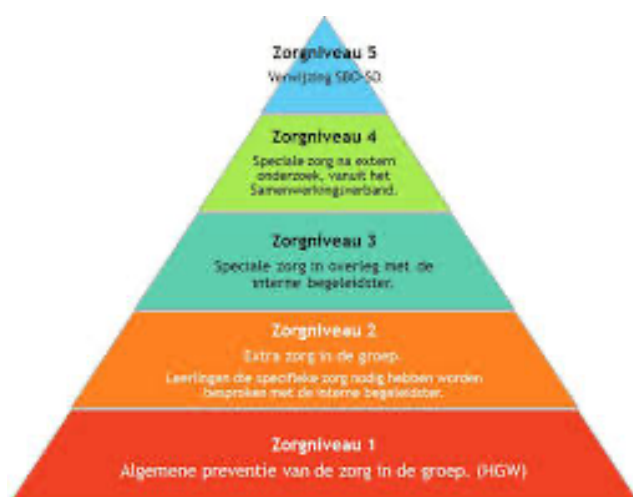 Zorgniveau 5
Verwijzing SBO-SO
Zorgniveau 4
Speciale zorg na extern
onderzoek, vanuit het
Samenwerkingsverband.
Zorgniveau 3
Speciale zorg in overleg met de
interne begeleidster.
Zorgniveau 2
Extra zorg in de groep.
Leerlingen die specifieke zorg nodig hebben worden
besproken met de interne begeleidster.
Zorgniveau 1
Algemene preventie van de zorg in de groep. (HGW)